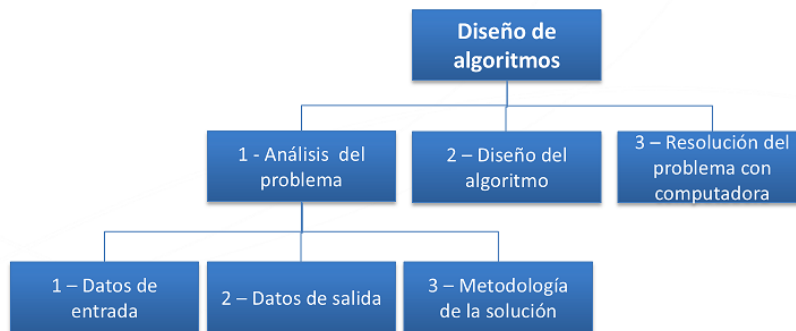 Diseño de
algoritmos
1 - Análisis del
problema
2 – Diseño del
algoritmo
3 – Resolución del
problema con
computadora
1 – Datos de
entrada
2 – Datos de salida
3 – Metodología
de la solución